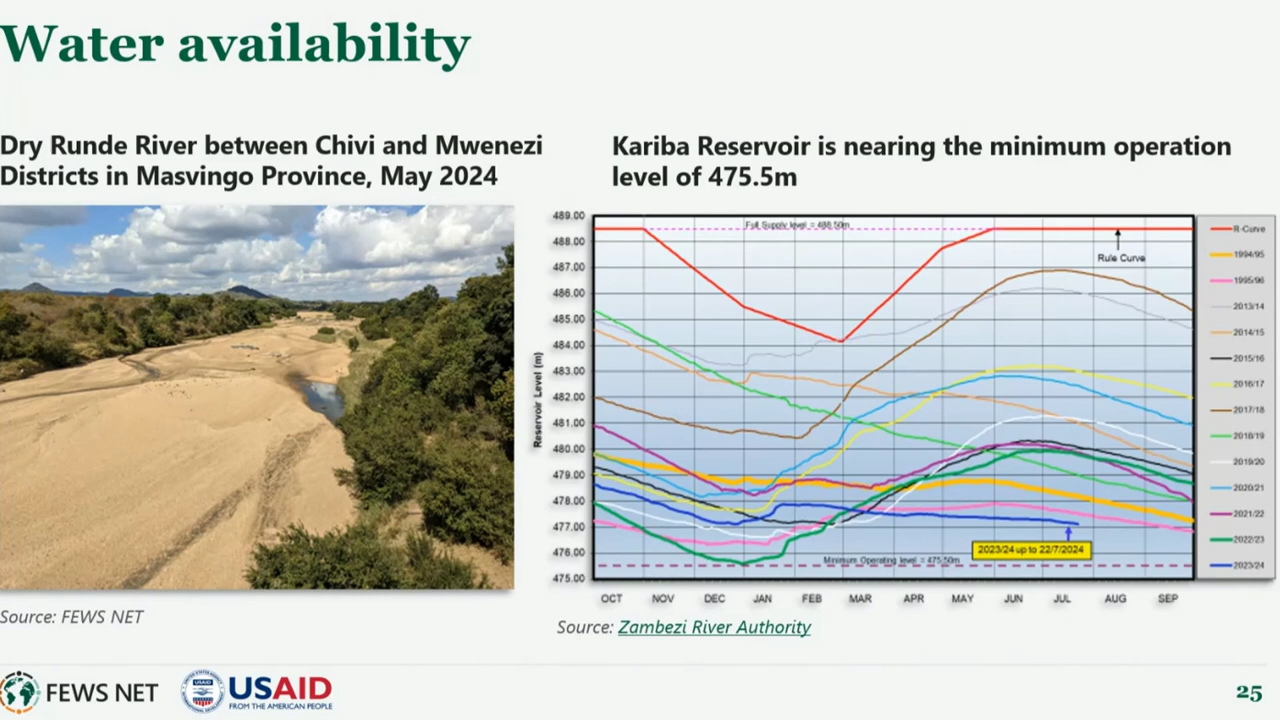 Water availability
Dry Runde River between Chivi and Mwenezi
Districts in Masvingo Province, May 2024
Source: FEWS NET
Kariba Reservoir is nearing the minimum operation
level of 475.5m
Reservoir Level (m)
489.00
488.00
487.00
486.00
485.00
484.00
483.00
482.00
481.00
480.00
479.00
478.00
477.00
476.00
475.00
Full Supply level = 488.50m
Rule Curve
2023/24 up to 22/7/2024
Minimum Operating level = 475.50m
OCT NOV DEC JAN FEB MAR APR MAY JUN JUL AUG SEP
R-Curve
1994/95
1995/96
2013/14
2014/15
2015/16
2016/17
2017/18
2018/19
2019/20
2020/21
2021/22
2022/23
2023/24
Source: Zambezi River Authority
FEWS NET
USAID
FROM THE AMERICAN PEOPLE
25